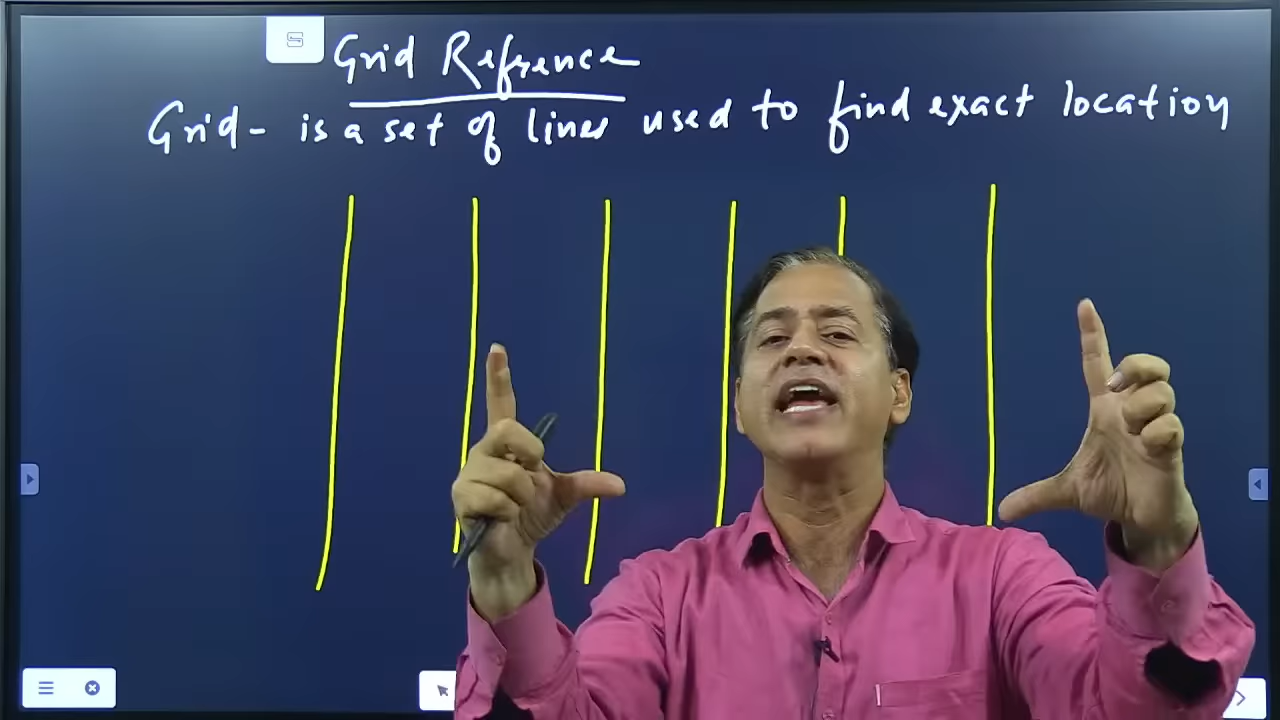 Grid Refrence
Grid - is a set of lines used to find exact location